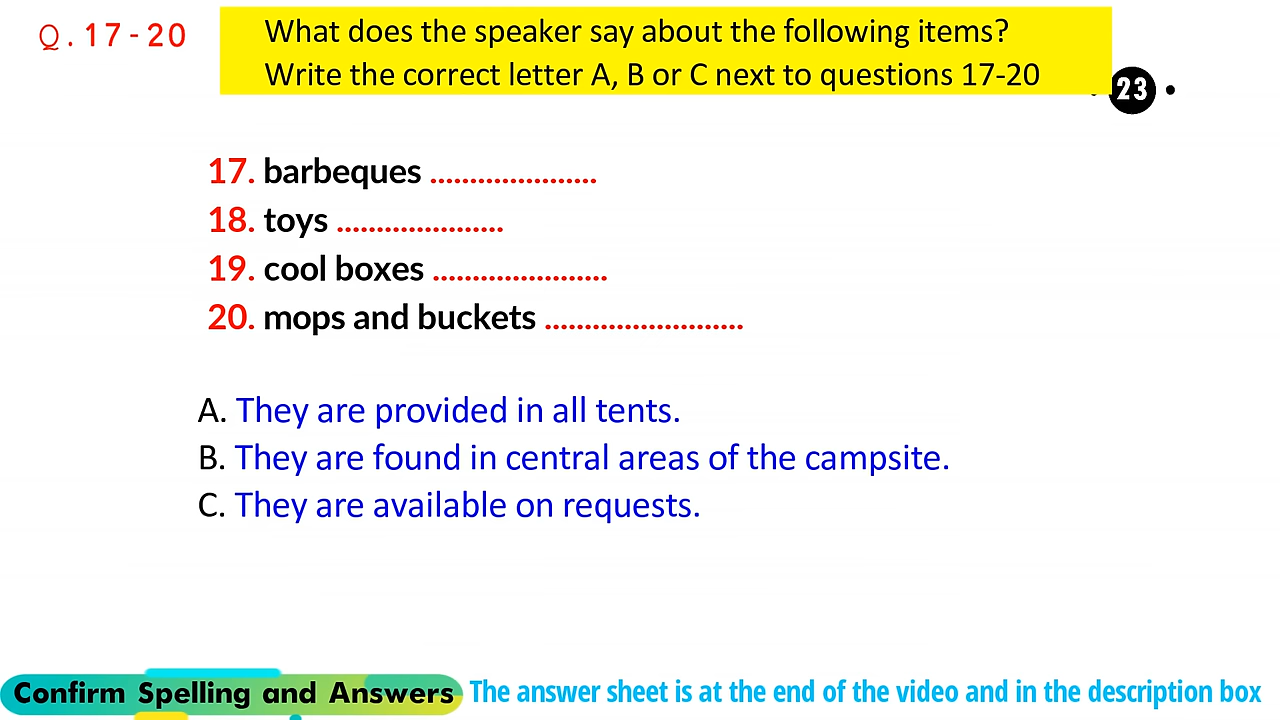 Q.17-20
What does the speaker say about the following items?
Write the correct letter A, B or C next to questions 17-20
23
17. barbeques .....................
18. toys .....................
19. cool boxes ......................
20. mops and buckets .........................
A. They are provided in all tents.
B. They are found in central areas of the campsite.
C. They are available on requests.
Confirm Spelling and Answers
The answer sheet is at the end of the video and in the description box